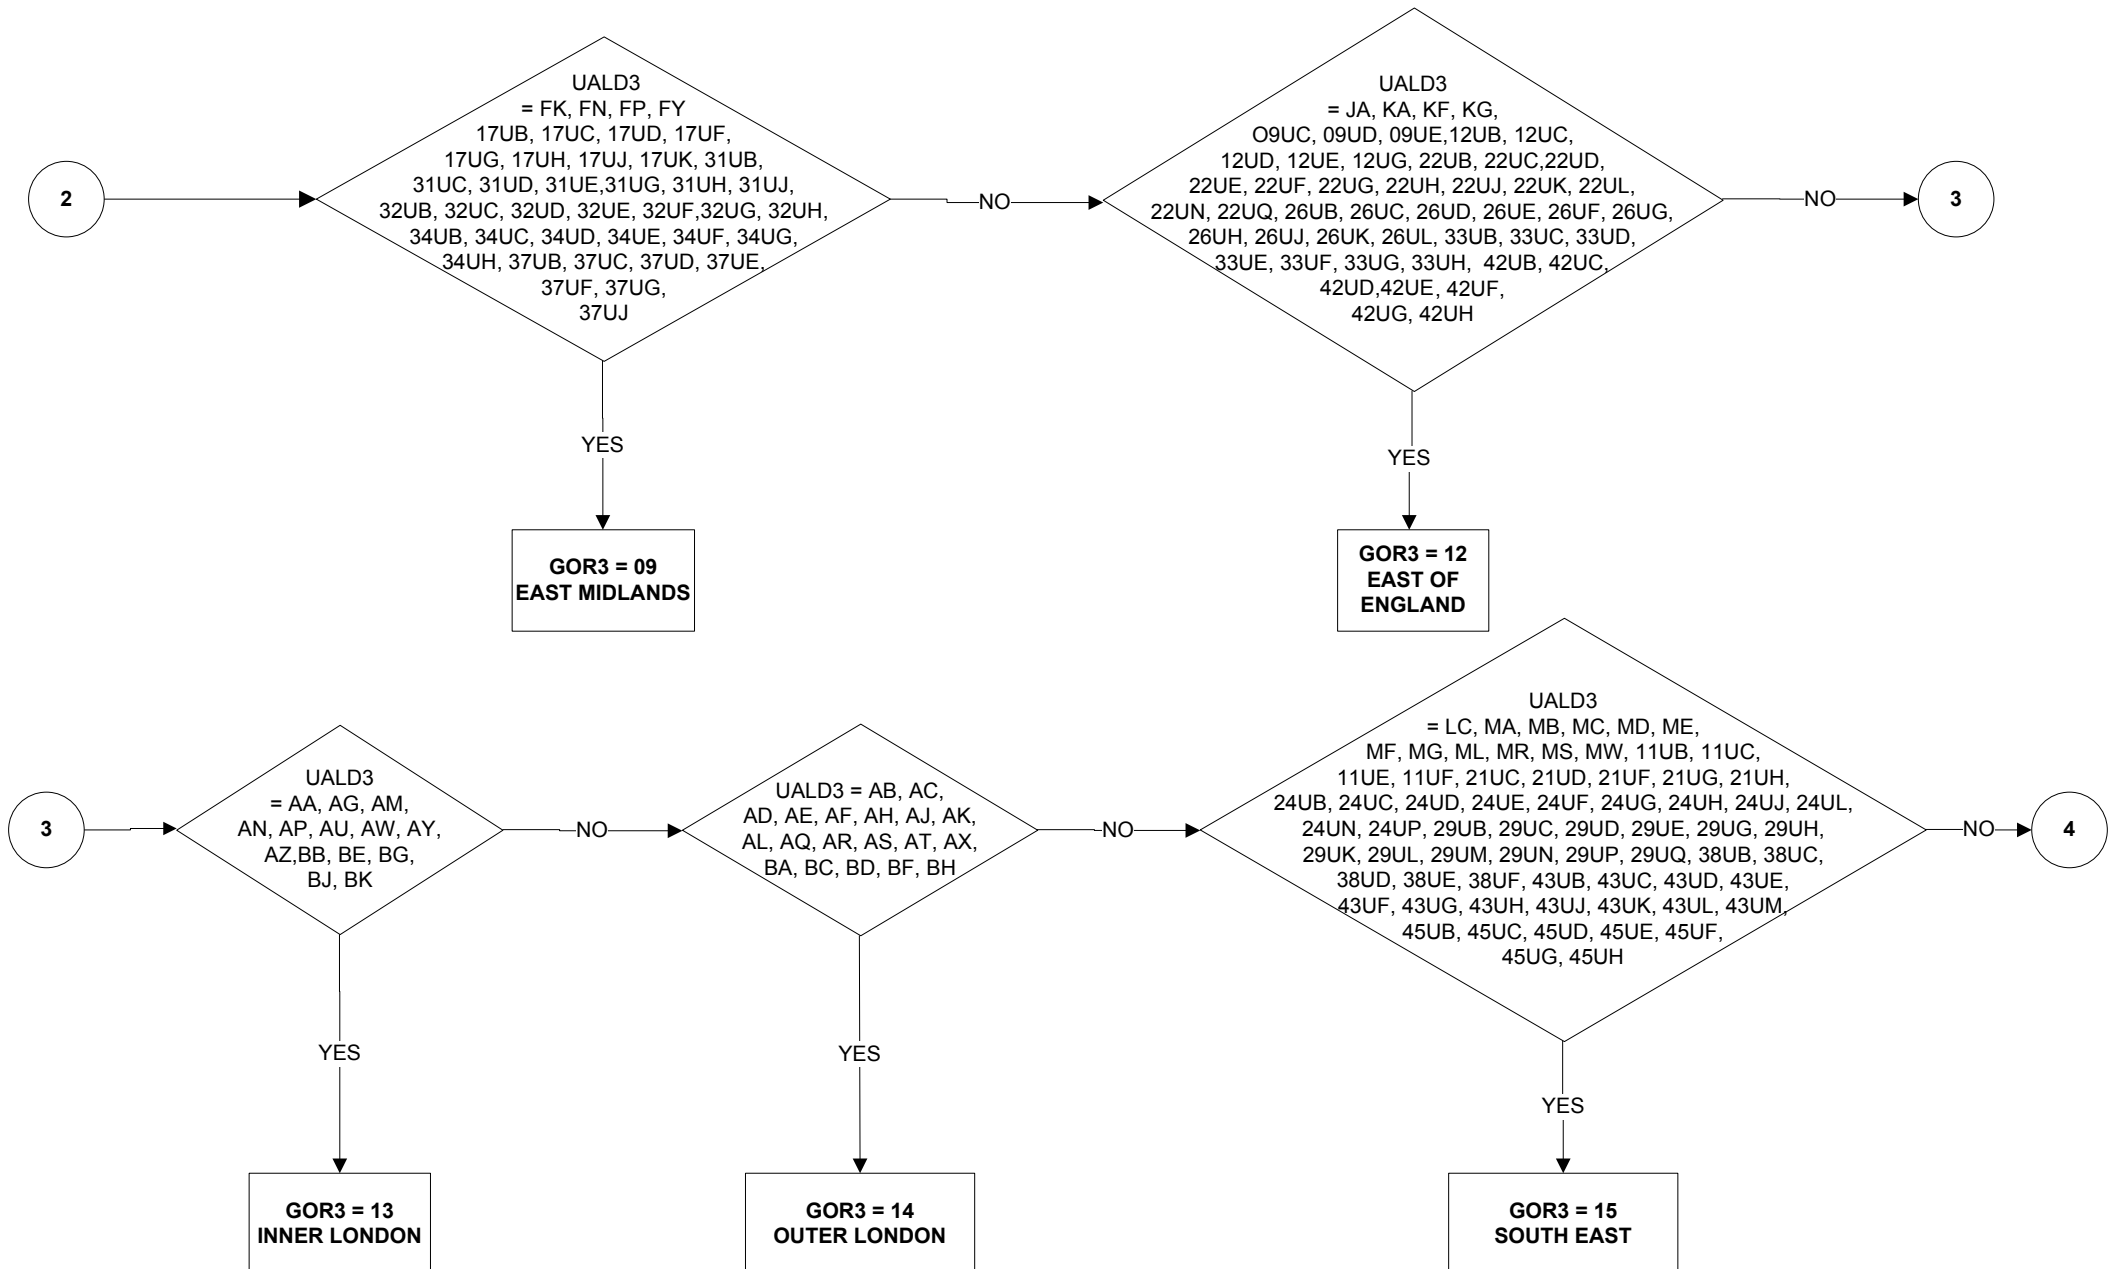 2
UALD3
= FK, FN, FP, FY
17UB, 17UC, 17UD, 17UF,
17UG, 17UH, 17UJ, 17UK, 31UB,
31UC, 31UD, 31UE,31UG, 31UH, 31UJ,
32UB, 32UC, 32UD, 32UE, 32UF,32UG, 32UH,
34UB, 34UC, 34UD, 34UE, 34UF, 34UG,
34UH, 37UB, 37UC, 37UD, 37UE,
37UF, 37UG,
37UJ
NO
UALD3
= JA, KA, KF, KG,
O9UC, 09UD, 09UE,12UB, 12UC,
12UD, 12UE, 12UG, 22UB, 22UC,22UD,
22UE, 22UF, 22UG, 22UH, 22UJ, 22UK, 22UL,
22UN, 22UQ, 26UB, 26UC, 26UD, 26UE, 26UF, 26UG,
26UH, 26UJ, 26UK, 26UL, 33UB, 33UC, 33UD,
33UE, 33UF, 33UG, 33UH, 42UB, 42UC,
42UD,42UE, 42UF,
42UG, 42UH
NO
3
YES
YES
GOR3 = 09
EAST MIDLANDS
GOR3 = 12
EAST OF
ENGLAND
3
UALD3
= AA, AG, AM,
AN, AP, AU, AW, AY,
AZ,BB, BE, BG,
BJ, BK
NO
UALD3 = AB, AC,
AD, AE, AF, AH, AJ, AK,
AL, AQ, AR, AS, AT, AX,
BA, BC, BD, BF, BH
NO
UALD3
= LC, MA, MB, MC, MD, ME,
MF, MG, ML, MR, MS, MW, 11UB, 11UC,
11UE, 11UF, 21UC, 21UD, 21UF, 21UG, 21UH,
24UB, 24UC, 24UD, 24UE, 24UF, 24UG, 24UH, 24UJ, 24UL,
24UN, 24UP, 29UB, 29UC, 29UD, 29UE, 29UG, 29UH,
29UK, 29UL, 29UM, 29UN, 29UP, 29UQ, 38UB, 38UC,
38UD, 38UE, 38UF, 43UB, 43UC, 43UD, 43UE,
43UF, 43UG, 43UH, 43UJ, 43UK, 43UL, 43UM,
45UB, 45UC, 45UD, 45UE, 45UF,
45UG, 45UH
NO
4
YES
YES
YES
GOR3 = 13
INNER LONDON
GOR3 = 14
OUTER LONDON
GOR3 = 15
SOUTH EAST